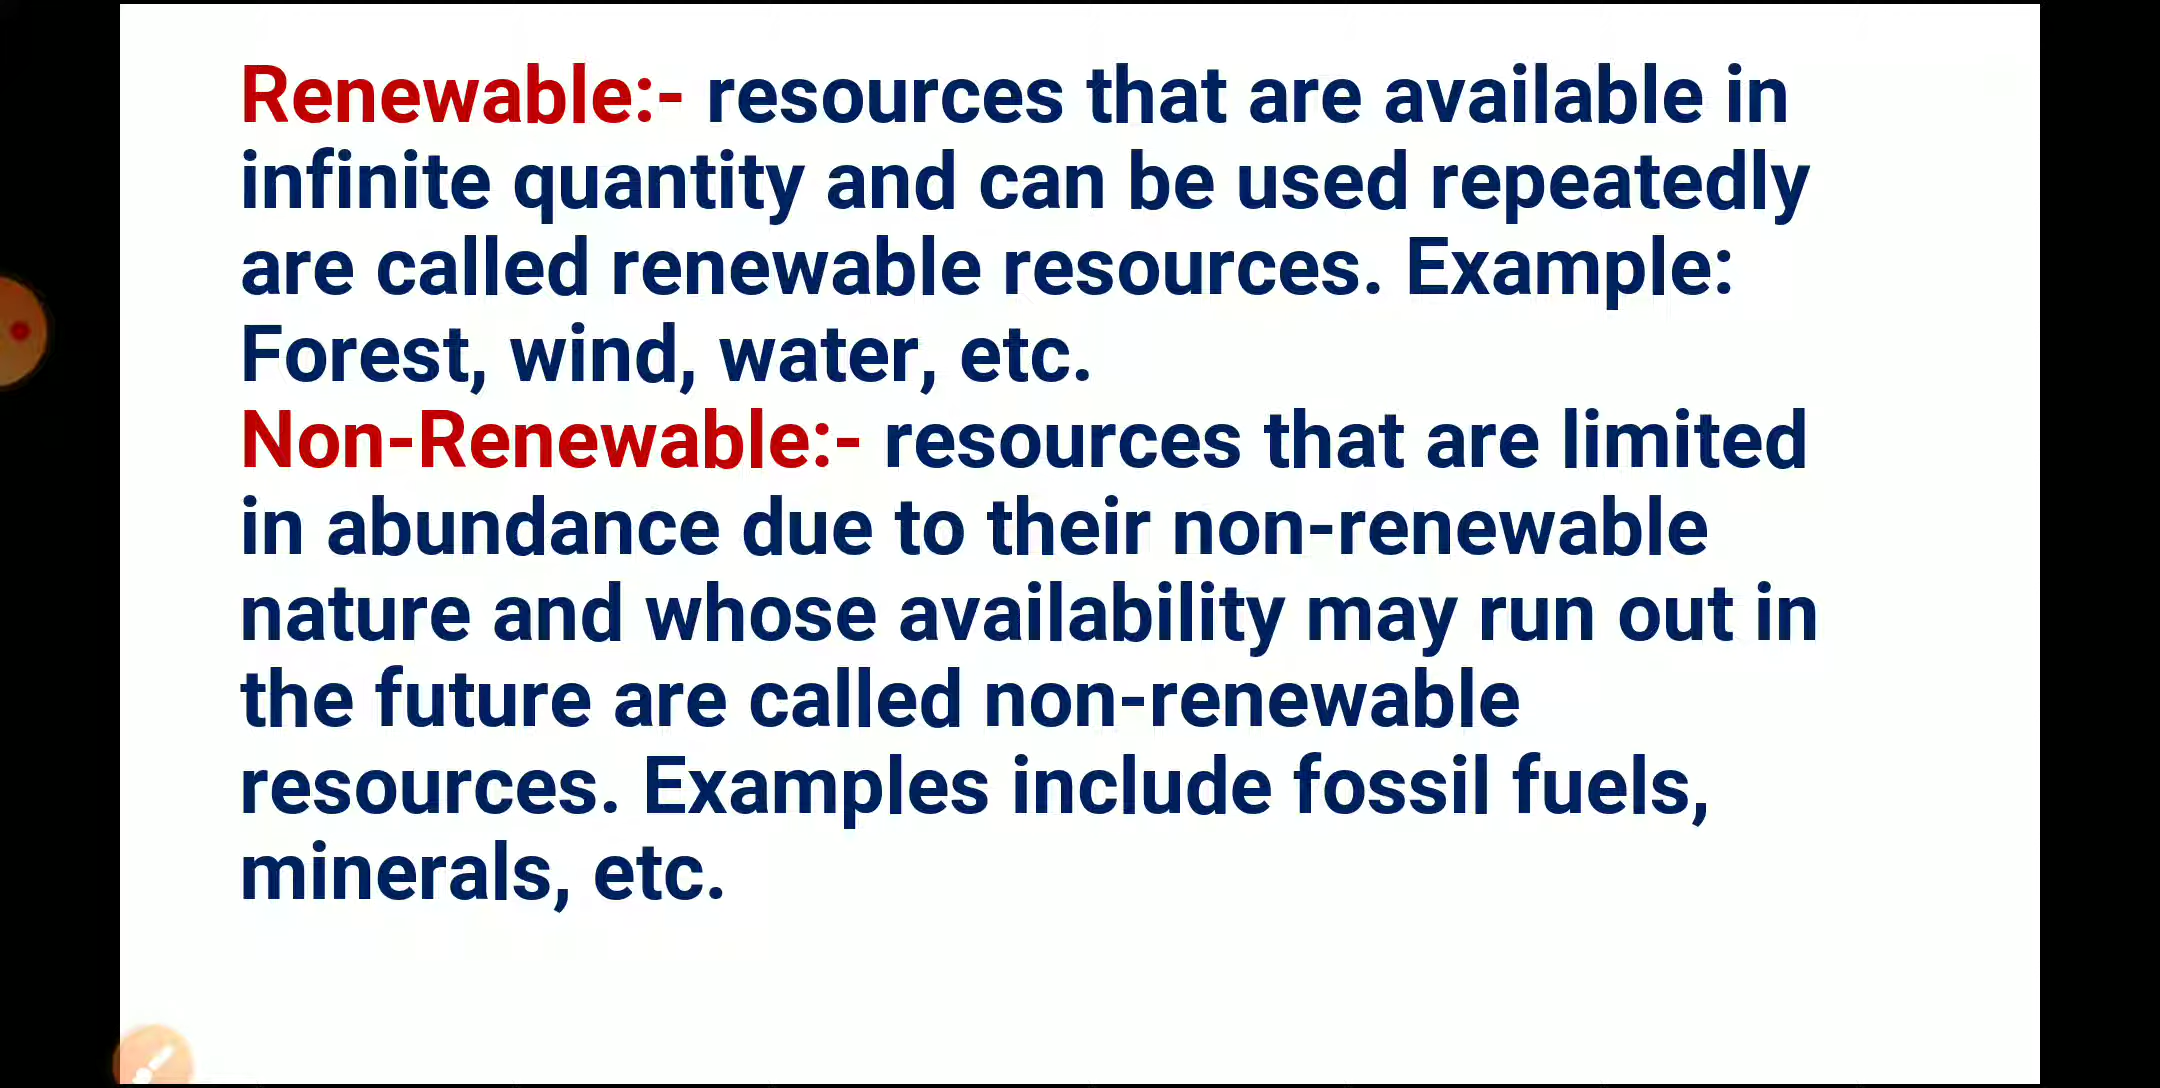 Renewable:- resources that are available in
infinite quantity and can be used repeatedly
are called renewable resources. Example:
Forest, wind, water, etc.
Non-Renewable:- resources that are limited
in abundance due to their non-renewable
nature and whose availability may run out in
the future are called non-renewable
resources. Examples include fossil fuels,
minerals, etc.